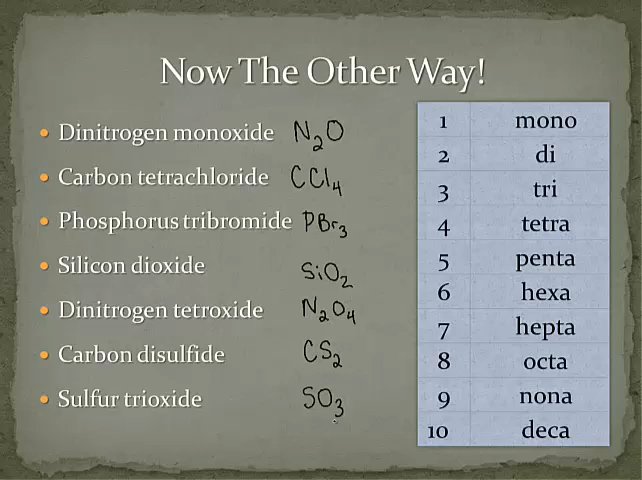 Now The Other Way!
• Dinitrogen monoxide N₂O
• Carbon tetrachloride CCl₄
• Phosphorus tribromide PBr₃
• Silicon dioxide SiO₂
• Dinitrogen tetroxide N₂O₄
• Carbon disulfide CS₂
• Sulfur trioxide SO₃
1 mono
2 di
3 tri
4 tetra
5 penta
6 hexa
7 hepta
8 octa
9 nona
10 deca